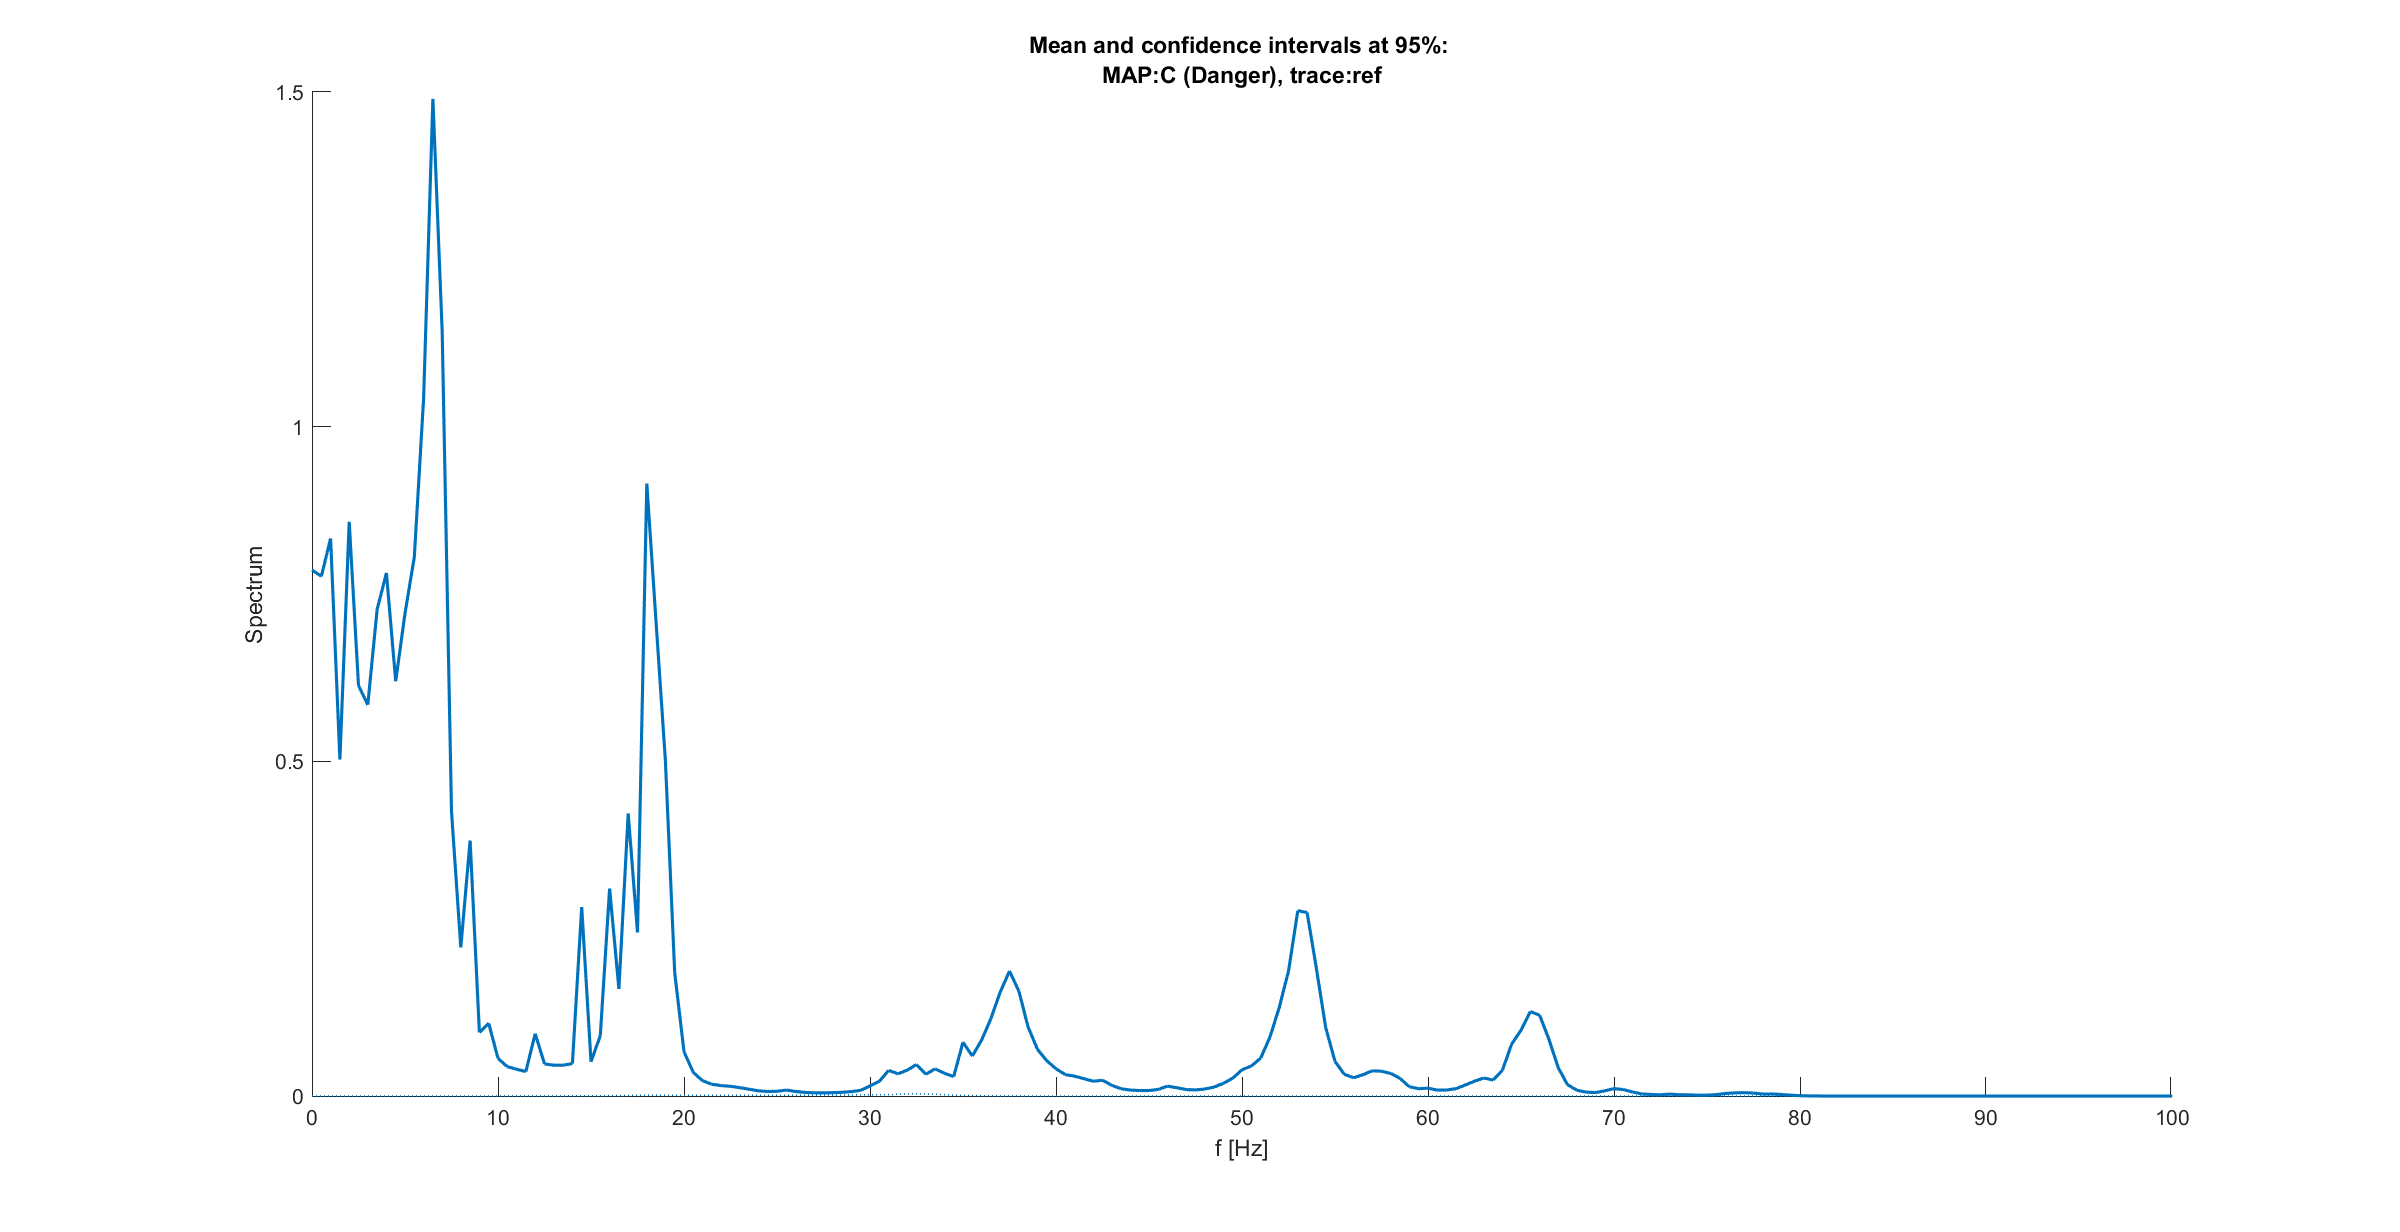 Mean and confidence intervals at 95%:
MAP:C (Danger), trace:ref
1.5
1
0.5
0
Spectrum
0 10 20 30 40 50 60 70 80 90 100
f [Hz]